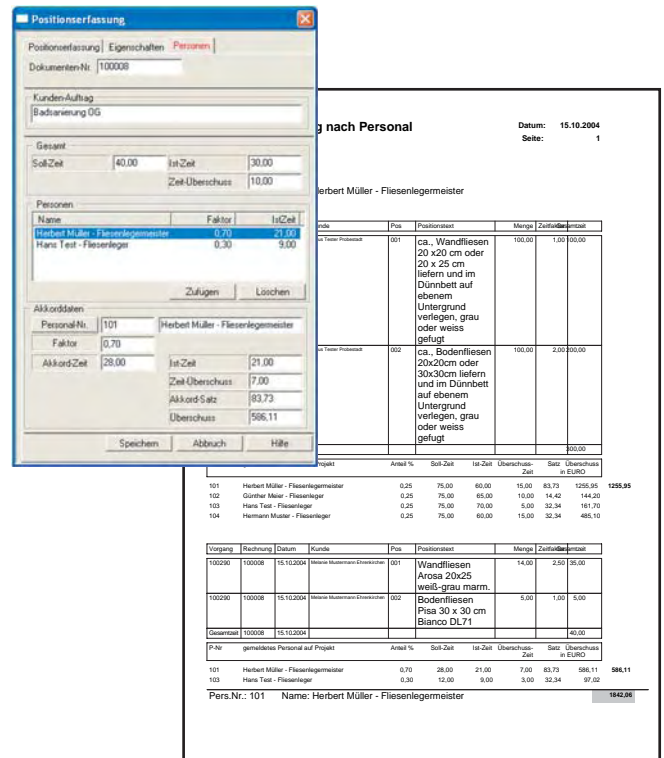 Positionserfassung
Positionserfassung Eigenschaften Personen
Dokumenten-Nr. 100008
Kunden-Auftrag
Badsanierung OG
Gesamt
Soll-Zeit 40,00 Ist-Zeit 30,00
Zeit-Überschuss 10,00
Personen
Name Faktor IstZeit
Herbert Müller - Fliesenlegermeister 0,70 21,00
Hans Test - Fliesenleger 0,30 9,00
Zufügen Löschen
Akkorddaten
Personal-Nr. 101 Herbert Müller - Fliesenlegermeister
Faktor 0,70
Akkord-Zeit 28,00 Ist-Zeit 21,00
Zeit-Überschuss 7,00
Akkord-Satz 83,73
Überschuss 586,11
Speichern Abbruch Hilfe
g nach Personal Datum: 15.10.2004
Seite: 1
Herbert Müller - Fliesenlegermeister
Pos Positionstext Menge
001 ca., Wandfliesen 100,00 1,00 100,00
20 x20 cm oder
20 x 25 cm
liefern und im
Dünnbett auf
ebenem
Untergrund
verlegen, grau
oder weiss
gefugt
002 ca., Bodenfliesen 100,00 2,00 200,00
20x20cm oder
30x30cm liefern
und im Dünnbett
auf ebenem
Untergrund
verlegen, grau
oder weiss
gefugt
300,00
Projekt Anteil % Soll-Zeit Ist-Zeit Überschuss- Satz Überschuss
Zeit in EURO
101 Herbert Müller - Fliesenlegermeister 0,25 75,00 60,00 15,00 83,73 1255,95 1255,95
102 Günther Meier - Fliesenleger 0,25 75,00 65,00 10,00 14,42 144,20
103 Hans Test - Fliesenleger 0,25 75,00 70,00 5,00 32,34 161,70
104 Hermann Muster - Fliesenleger 0,25 75,00 60,00 15,00 32,34 485,10
Vorgang Rechnung Datum Kunde Pos Positionstext Menge
100290 100008 15.10.2004 Melanie Mustermann Ehrenkirchen 001 Wandfliesen 14,00 2,50 35,00
Arosa 20x25
weiß-grau marm.
100290 100008 15.10.2004 Melanie Mustermann Ehrenkirchen 002 Bodenfliesen 5,00 1,00 5,00
Pisa 30 x 30 cm
Bianco DL71
Gesamtzeit 100008 15.10.2004 40,00
P-Nr gemeldetes Personal auf Projekt Anteil % Soll-Zeit Ist-Zeit Überschuss- Satz Überschuss
Zeit in EURO
101 Herbert Müller - Fliesenlegermeister 0,70 28,00 21,00 7,00 83,73 586,11 586,11
103 Hans Test - Fliesenleger 0,30 12,00 9,00 3,00 32,34 97,02
Pers.Nr.: 101 Name: Herbert Müller - Fliesenlegermeister 1842,06